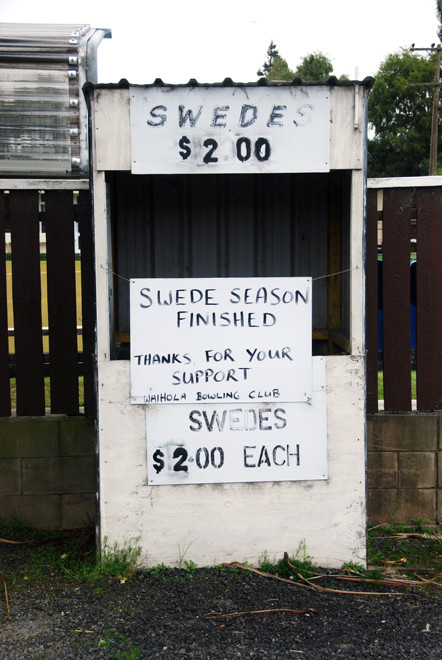 SWEDES
$2.00
SWEDE SEASON
FINISHED
THANKS FOR YOUR
SUPPORT
WAIHOLA BOWLING CLUB
SWEDES
$2.00 EACH